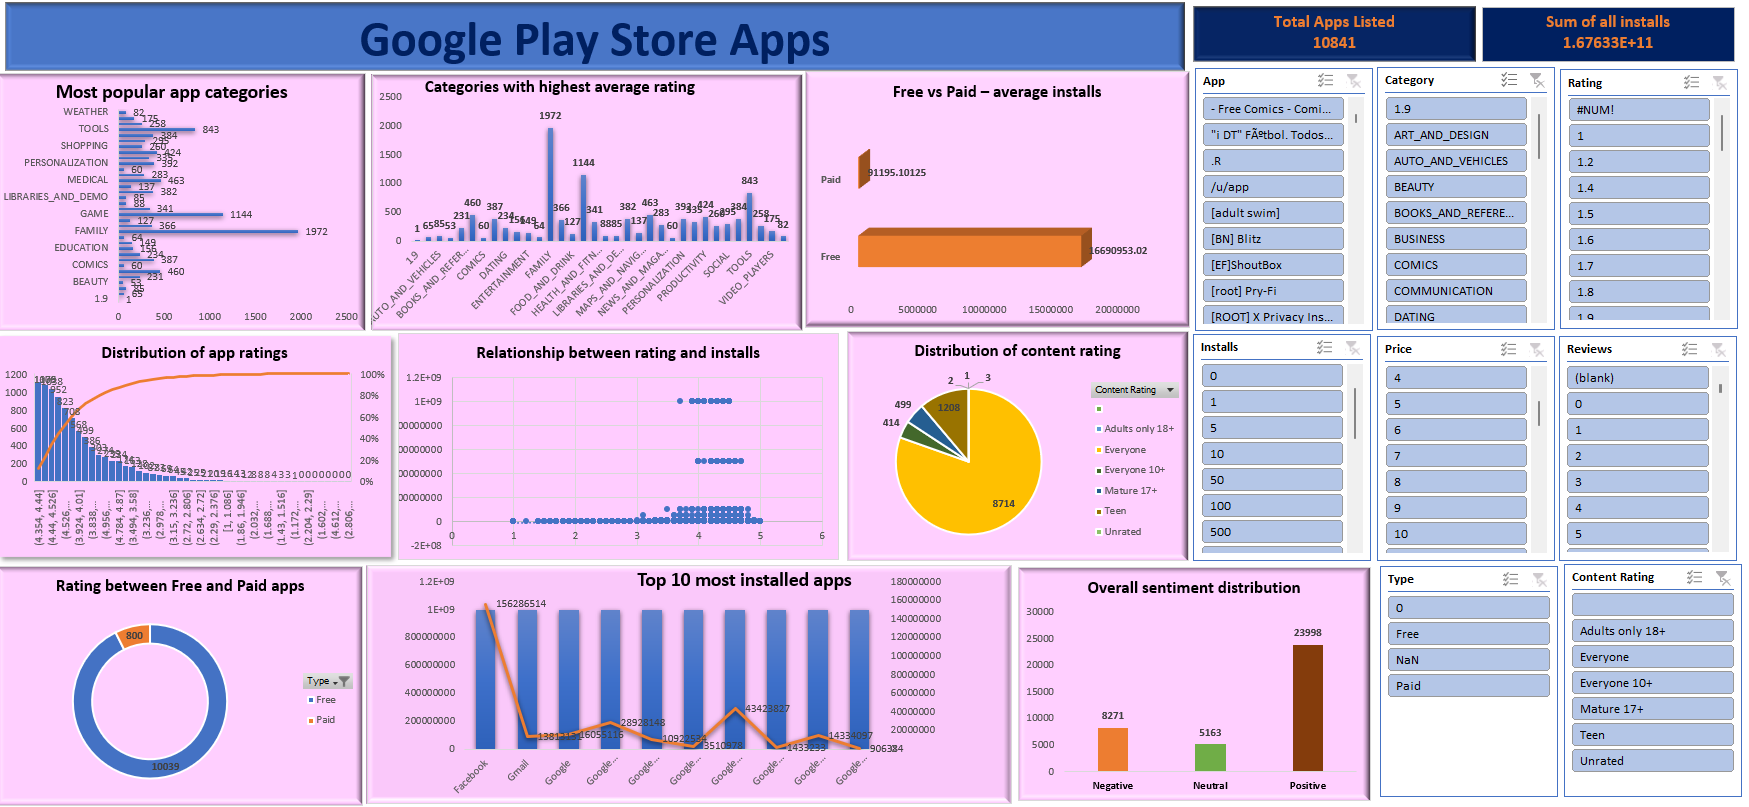 Google Play Store Apps
Total Apps Listed
10841
Sum of all installs
1.67633E+11
Most popular app categories
WEATHER
TOOLS
SHOPPING
PERSONALIZATION
MEDICAL
LIBRARIES_AND_DEMO
GAME
FAMILY
EDUCATION
COMICS
BEAUTY
1.9
82
175
258
843
384
260
424
392
60
283
463
137
382
85
88
341
1144
127
366
1972
64
149
156
234
387
60
460
231
53
85
65
1
0 500 1000 1500 2000 2500
Categories with highest average rating
2500
2000
1500
1000
500
0
1 65 85 53 231 460 60 387 234 156 149 64 1972 366 127 1144 341 88 85 382 137 463 283 60 392 335 424 260 295 384 843 258 175 82
1.9
AUTO_AND_VEHICLES
BOOKS_AND_REFER...
COMICS
DATING
ENTERTAINMENT
FAMILY
FOOD_AND_DRINK
HEALTH_AND_FITN...
LIBRARIES_AND_DE...
MAPS_AND_NAVIG...
NEWS_AND_MAGA...
PERSONALIZATION
PRODUCTIVITY
SOCIAL
TOOLS
VIDEO_PLAYERS
Free vs Paid – average installs
Paid
91195.10125
Free
16690953.02
0 5000000 10000000 15000000 20000000
App
- Free Comics - Comi...
"i DT" FÃºtbol. Todos...
.R
/u/app
[adult swim]
[BN] Blitz
[EF]ShoutBox
[root] Pry-Fi
[ROOT] X Privacy Ins...
Category
1.9
ART_AND_DESIGN
AUTO_AND_VEHICLES
BEAUTY
BOOKS_AND_REFERE...
BUSINESS
COMICS
COMMUNICATION
DATING
Rating
#NUM!
1
1.2
1.4
1.5
1.6
1.7
1.8
1.9
Distribution of app ratings
1200
1000
800
600
400
200
0
100%
80%
60%
40%
20%
0%
(4.354, 4.44]
(4.44, 4.526]
(4.526,...
(3.924, 4.01]
(3.838,...
(4.956,...
(4.784, 4.87]
(3.494, 3.58]
(3.236,...
(2.978,...
(3.15, 3.236]
(2.72, 2.806]
(2.634, 2.72]
(2.29, 2.376]
[1, 1.086]
(1.86, 1.946]
(2.032,...
(1.688,...
(1.43, 1.516]
(1.172,...
(2.204, 2.29]
(1.602,...
(4.612,...
(2.806,...
Relationship between rating and installs
1.2E+09
1E+09
00000000
00000000
00000000
00000000
0
-2E+08
0 1 2 3 4 5 6
Distribution of content rating
2 1 3
499
414
1208
8714
Content Rating
Adults only 18+
Everyone
Everyone 10+
Mature 17+
Teen
Unrated
Installs
0
1
5
10
50
100
500
Price
4
5
6
7
8
9
10
Reviews
(blank)
0
1
2
3
4
5
Rating between Free and Paid apps
800
10039
Type
Free
Paid
Top 10 most installed apps
1.2E+09
1E+09
800000000
600000000
400000000
200000000
0
156286514
16055116
28928148
10922534
3510978
43423827
1433233
14334097
906384
180000000
160000000
140000000
120000000
100000000
80000000
60000000
40000000
20000000
0
Facebook
Gmail
Google
Google...
Google...
Google...
Google...
Google...
Google...
Google...
Overall sentiment distribution
30000
25000
20000
15000
10000
5000
0
8271
5163
23998
Negative
Neutral
Positive
Type
0
Free
NaN
Paid
Content Rating
Adults only 18+
Everyone
Everyone 10+
Mature 17+
Teen
Unrated